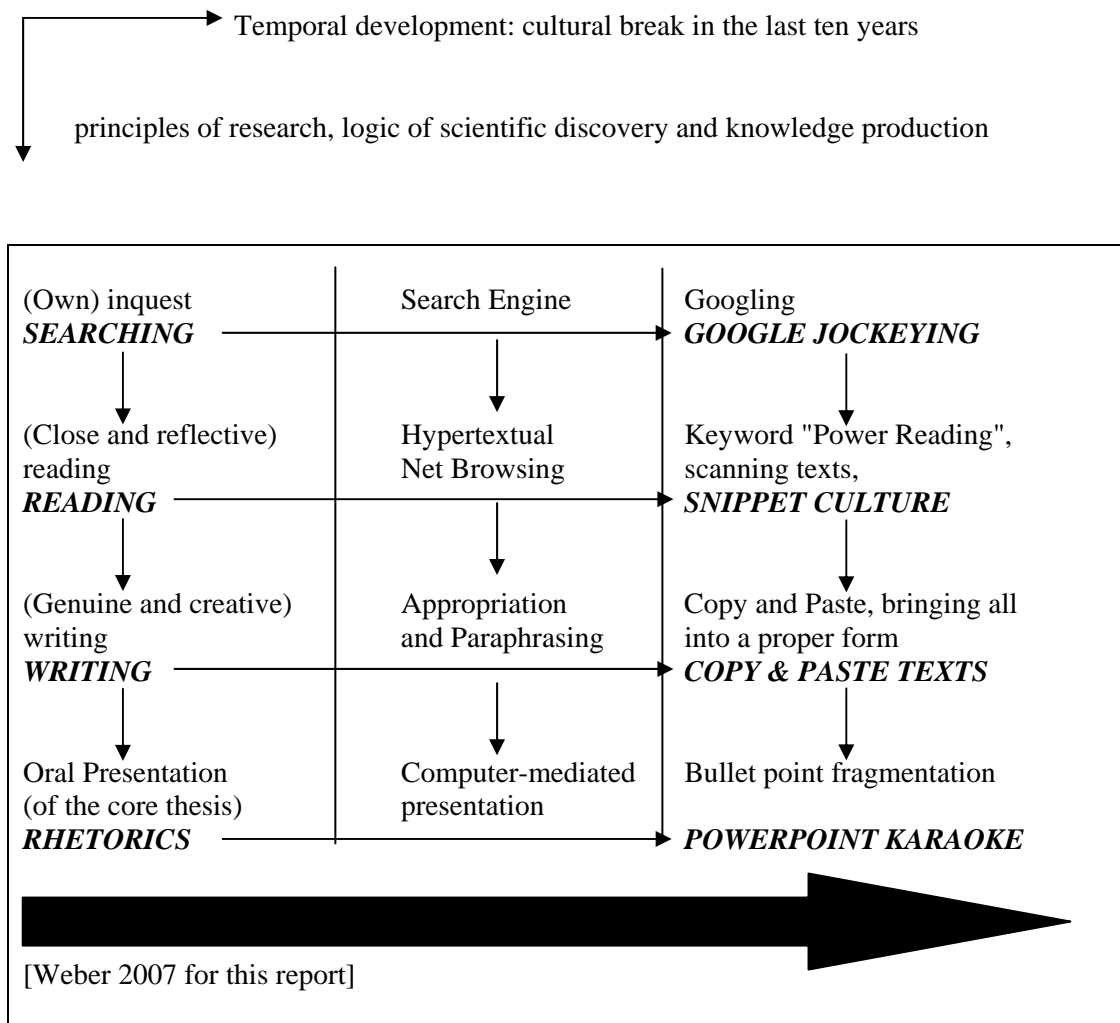 Temporal development: cultural break in the last ten years
principles of research, logic of scientific discovery and knowledge production
(Own) inquest
SEARCHING
Search Engine
Googling
GOOGLE JOCKEYING
(Close and reflective)
reading
READING
Hypertextual
Net Browsing
Keyword "Power Reading",
scanning texts,
SNIPPET CULTURE
(Genuine and creative)
writing
WRITING
Appropriation
and Paraphrasing
Copy and Paste, bringing all
into a proper form
COPY & PASTE TEXTS
Oral Presentation
(of the core thesis)
RHETORICS
Computer-mediated
presentation
Bullet point fragmentation
POWERPOINT KARAOKE
[Weber 2007 for this report]